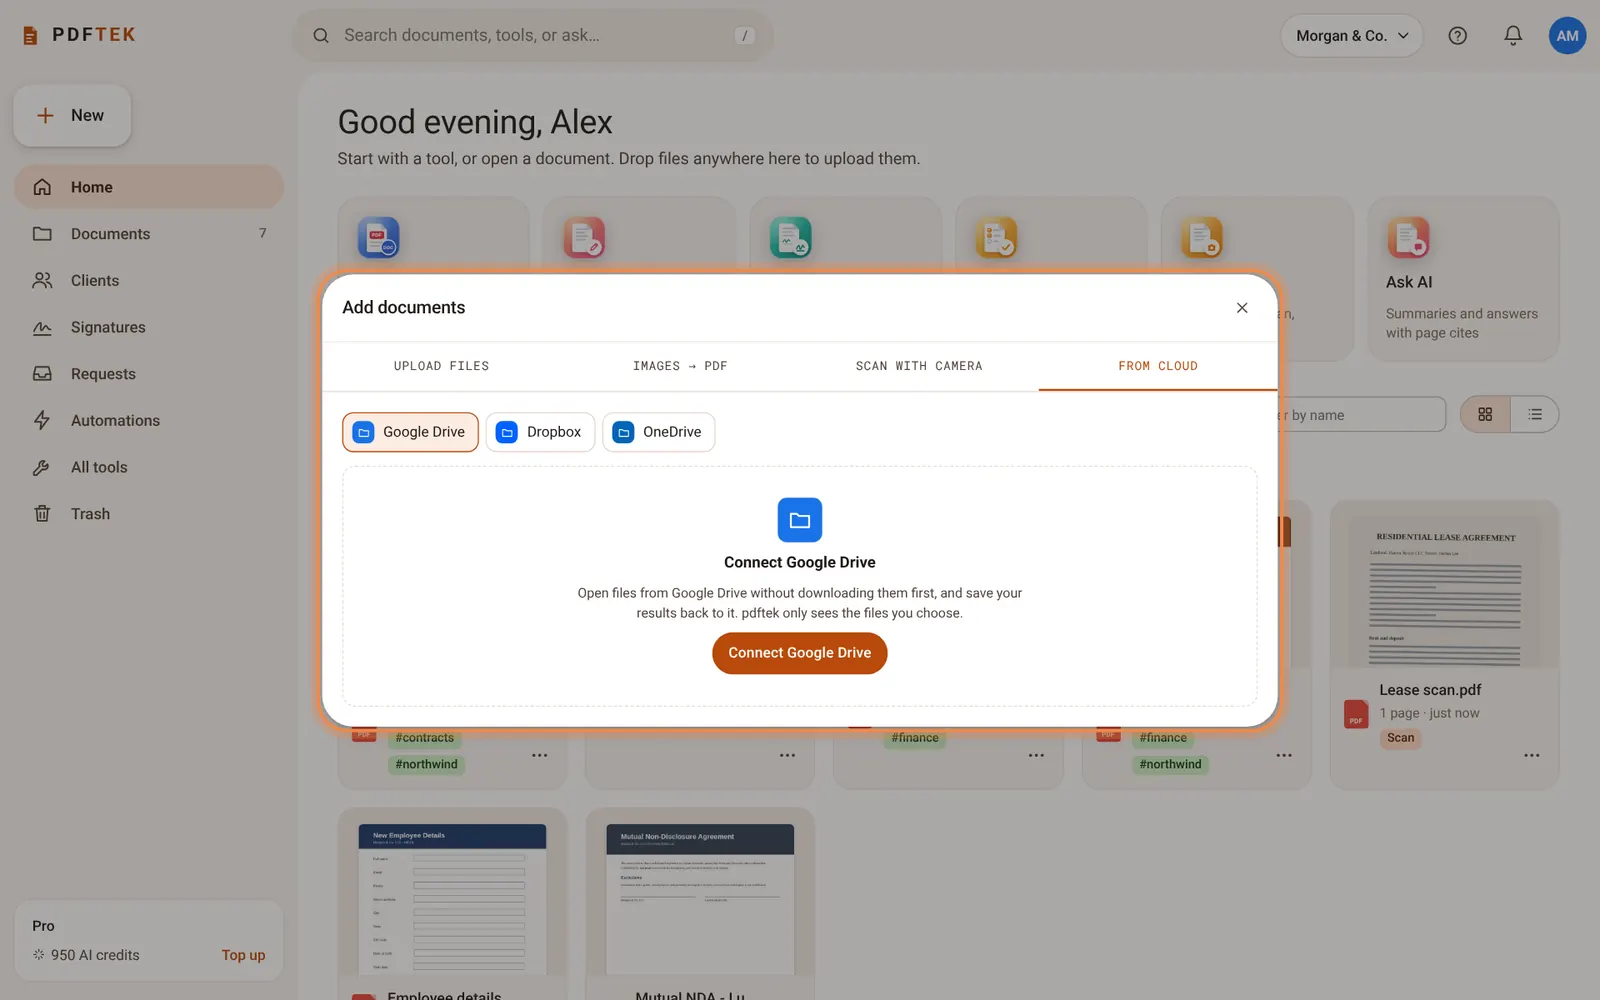 PDFTEK
Search documents, tools, or ask...
/
Morgan & Co.
AM
New
Home
Documents 7
Clients
Signatures
Requests
Automations
All tools
Trash
Good evening, Alex
Start with a tool, or open a document. Drop files anywhere here to upload them.
Ask AI
Summaries and answers
with page cites
Add documents
UPLOAD FILES
IMAGES → PDF
SCAN WITH CAMERA
FROM CLOUD
Google Drive
Dropbox
OneDrive
Connect Google Drive
Open files from Google Drive without downloading them first, and save your
results back to it. pdftek only sees the files you choose.
Connect Google Drive
by name
RESIDENTIAL LEASE AGREEMENT
Lease scan.pdf
1 page · just now
PDF
Scan
#contracts
#northwind
#finance
#finance
#northwind
New Employee Details
Mutual Non-Disclosure Agreement
Employee details
Mutual NDA - Lu
Pro
950 AI credits
Top up